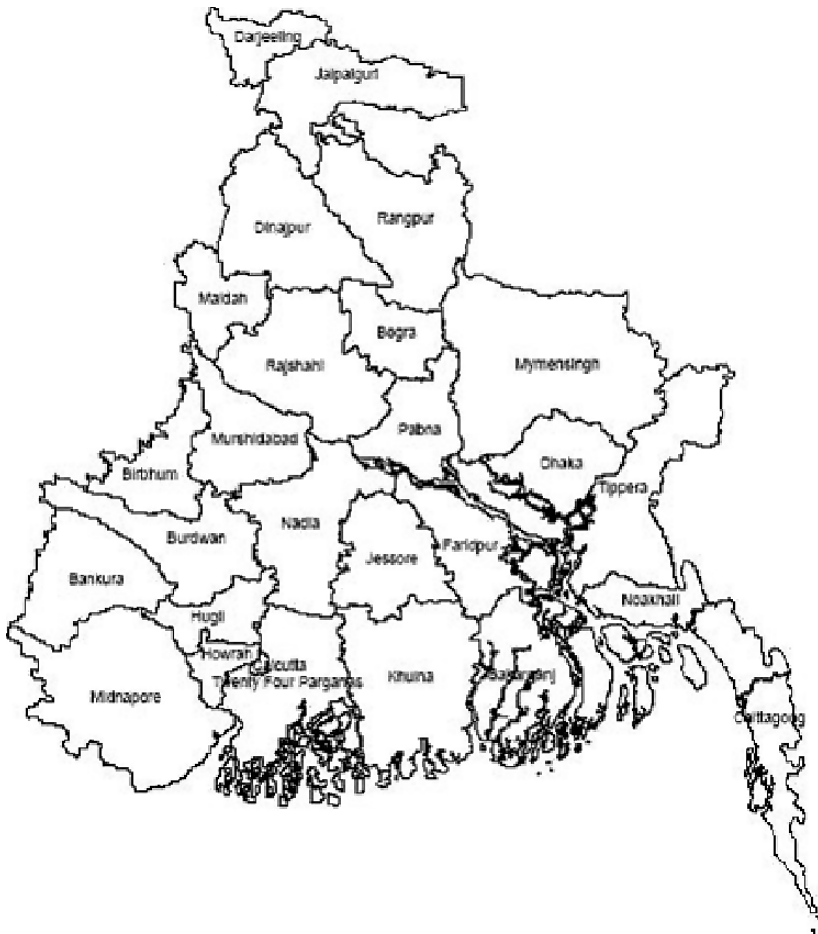 Darjeeling
Jalpaiguri
Dinajpur
Rangpur
Maldah
Bogra
Rajshahi
Mymensingh
Murshidabad
Pabna
Dhaka
Birbhum
Tippera
Nadia
Burdwan
Faridpur
Jessore
Bankura
Noakhali
Hugli
Howrah
Calcutta
Khulna
Bakarganj
Twenty Four Parganas
Midnapore
Chittagong